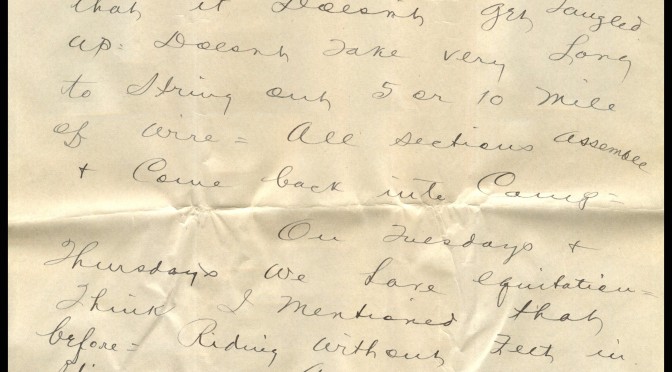 that it Doesnt get Tangled
up= Doesnt take very Long
to String out 5 or 10 mile
of wire= All sections assemble
+ Come back into Camp=
On Tuesdays +
Thursdays We have equitation=
Think I Mentioned that
before= Riding Without Feet in